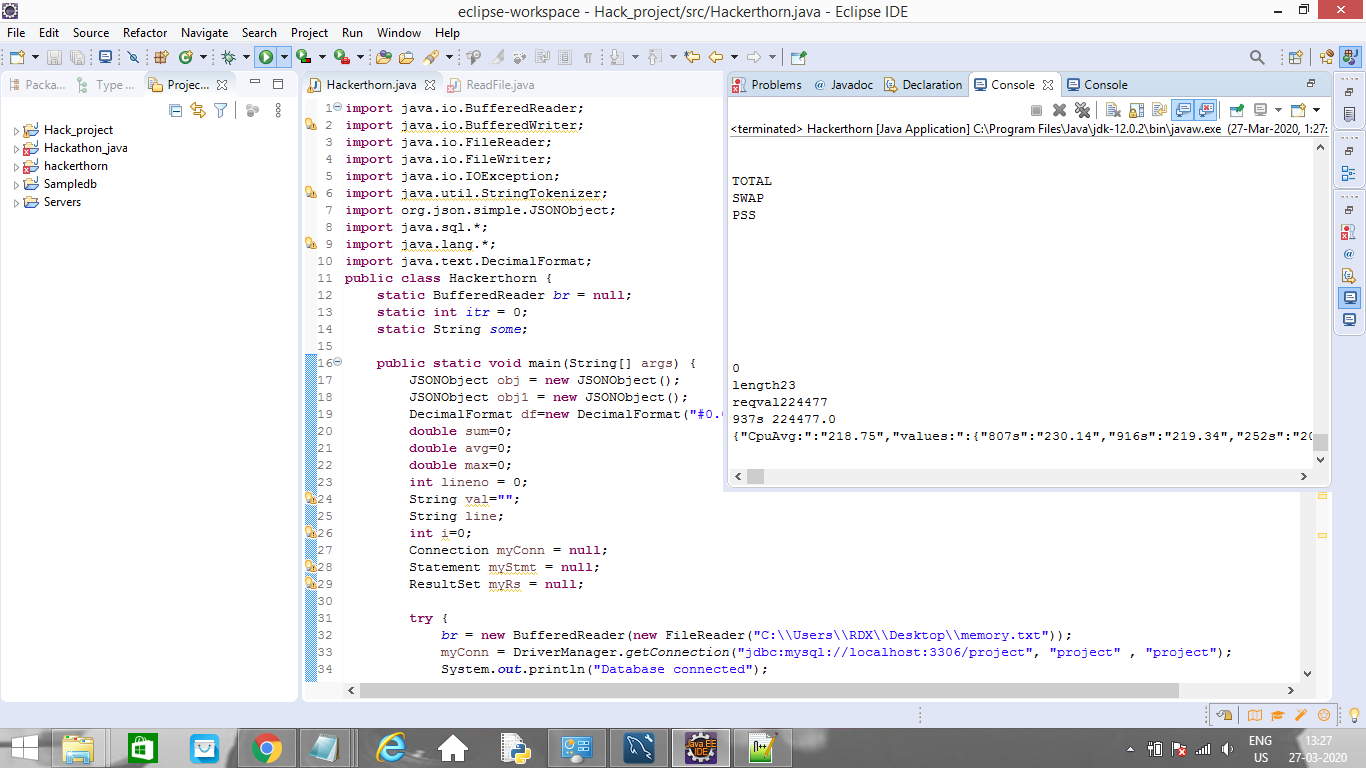 eclipse-workspace - Hack_project/src/Hackerthorn.java - Eclipse IDE
File Edit Source Refactor Navigate Search Project Run Window Help
Packa... Type ... Projec...
Hack_project
Hackathon_java
hackerthorn
Sampledb
Servers
Hackerthorn.java ReadFile.java
1 import java.io.BufferedReader;
2 import java.io.BufferedWriter;
3 import java.io.FileReader;
4 import java.io.FileWriter;
5 import java.io.IOException;
6 import java.util.StringTokenizer;
7 import org.json.simple.JSONObject;
8 import java.sql.*;
9 import java.lang.*;
10 import java.text.DecimalFormat;
11 public class Hackerthorn {
12 static BufferedReader br = null;
13 static int itr = 0;
14 static String some;
15
16 public static void main(String[] args) {
17 JSONObject obj = new JSONObject();
18 JSONObject obj1 = new JSONObject();
19 DecimalFormat df=new DecimalFormat("#0.
20 double sum=0;
21 double avg=0;
22 double max=0;
23 int lineno = 0;
24 String val="";
25 String line;
26 int i=0;
27 Connection myConn = null;
28 Statement myStmt = null;
29 ResultSet myRs = null;
30
31 try {
32 br = new BufferedReader(new FileReader("C:\\Users\\RDX\\Desktop\\memory.txt"));
33 myConn = DriverManager.getConnection("jdbc:mysql://localhost:3306/project", "project" , "project");
34 System.out.println("Database connected");
Problems @ Javadoc Declaration Console Console
<terminated> Hackerthorn [Java Application] C:\Program Files\Java\jdk-12.0.2\bin\javaw.exe (27-Mar-2020, 1:27:
TOTAL
SWAP
PSS
0
length23
reqval224477
937s 224477.0
{"CpuAvg:":"218.75","values:":{"807s":"230.14","916s":"219.34","252s":"20
Java EE IDE
ENG 13:27
US 27-03-2020